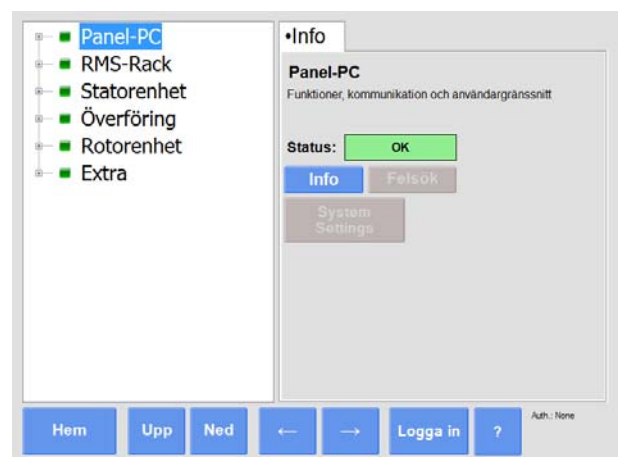 Panel-PC
RMS-Rack
Statorenhet
Överföring
Rotorenhet
Extra
•Info
Panel-PC
Funktioner, kommunikation och användargränssnitt
Status: OK
Info Felsök
System
Settings
Hem Upp Ned ← → Logga in ?
Auth.: None